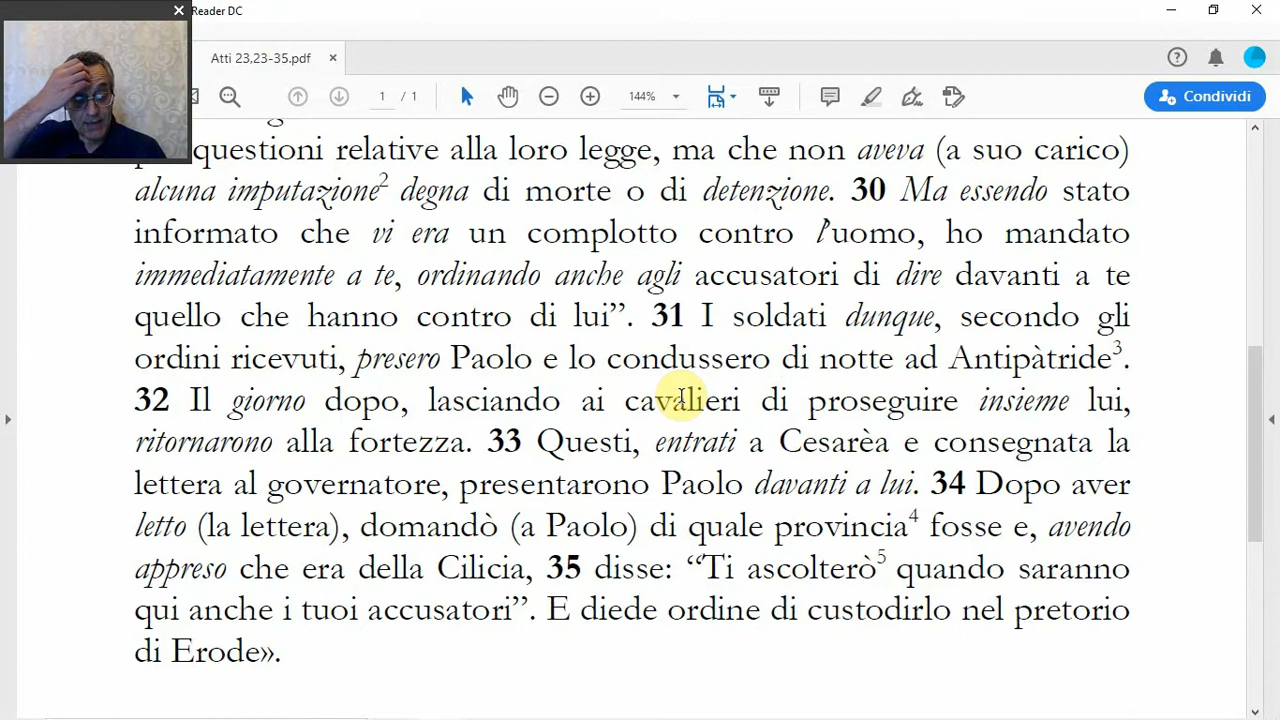 Reader DC
Atti 23,23-35.pdf
1 / 1
144%
Condividi
questioni relative alla loro legge, ma che non aveva (a suo carico)
alcuna imputazione2 degna di morte o di detenzione. 30 Ma essendo stato
informato che vi era un complotto contro l'uomo, ho mandato
immediatamente a te, ordinando anche agli accusatori di dire davanti a te
quello che hanno contro di lui”. 31 I soldati dunque, secondo gli
ordini ricevuti, presero Paolo e lo condussero di notte ad Antipàtride3.
32 Il giorno dopo, lasciando ai cavalieri di proseguire insieme lui,
ritornarono alla fortezza. 33 Questi, entrati a Cesarèa e consegnata la
lettera al governatore, presentarono Paolo davanti a lui. 34 Dopo aver
letto (la lettera), domandò (a Paolo) di quale provincia4 fosse e, avendo
appreso che era della Cilicia, 35 disse: “Ti ascolterò5 quando saranno
qui anche i tuoi accusatori”. E diede ordine di custodirlo nel pretorio
di Erode».